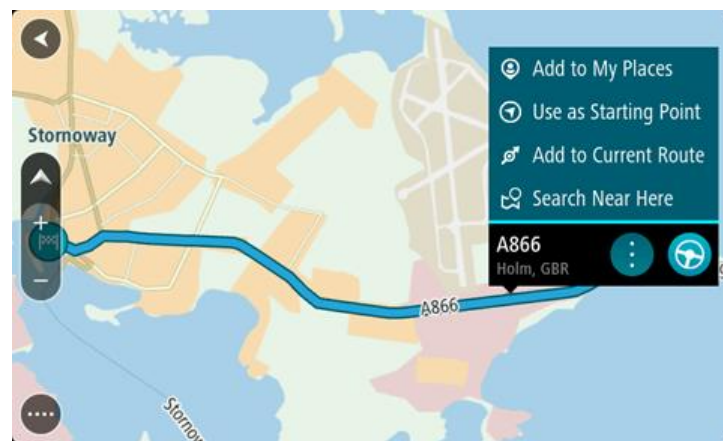 Add to My Places
Use as Starting Point
Stornoway
Add to Current Route
Search Near Here
A866
Holm, GBR
A866
Stornow